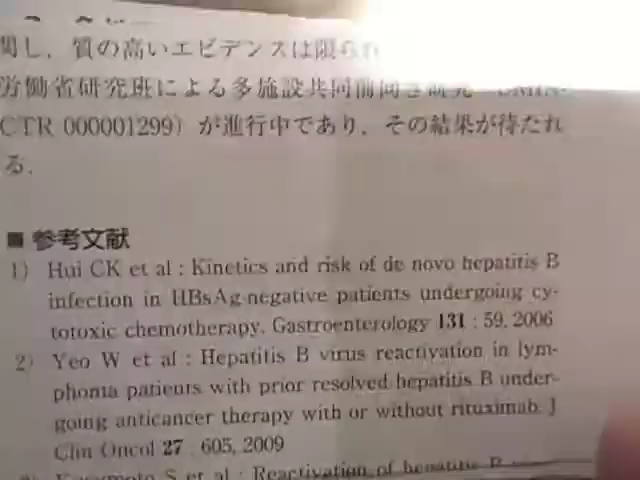 関し，質の高いエビデンスは限られ
労働省研究班による多施設共同前向き研究
CTR 000001299）が進行中であり，その結果が待たれ
る．
■ 参考文献
1) Hui CK et al : Kinetics and risk of de novo hepatitis B
infection in HBsAg-negative patients undergoing cy-
totoxic chemotherapy. Gastroenterology 131 : 59, 2006
2) Yeo W et al : Hepatitis B virus reactivation in lym-
phoma patients with prior resolved hepatitis B under-
going anticancer therapy with or without rituximab. J
Clin Oncol 27 : 605, 2009
S et al : Reactivation of hepatitis B